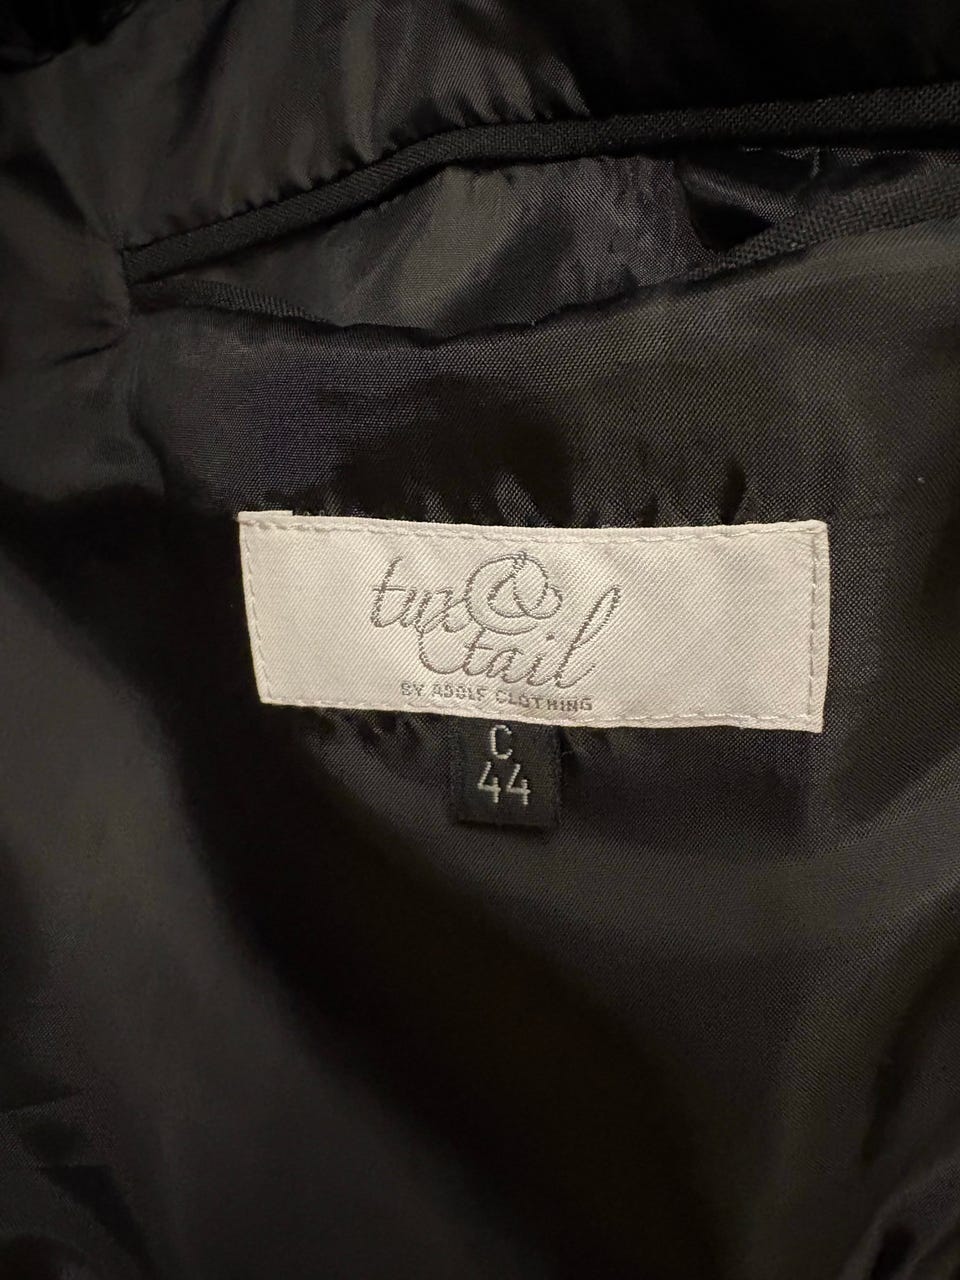 tux & tail
BY ADOLF CLOTHING
C
44